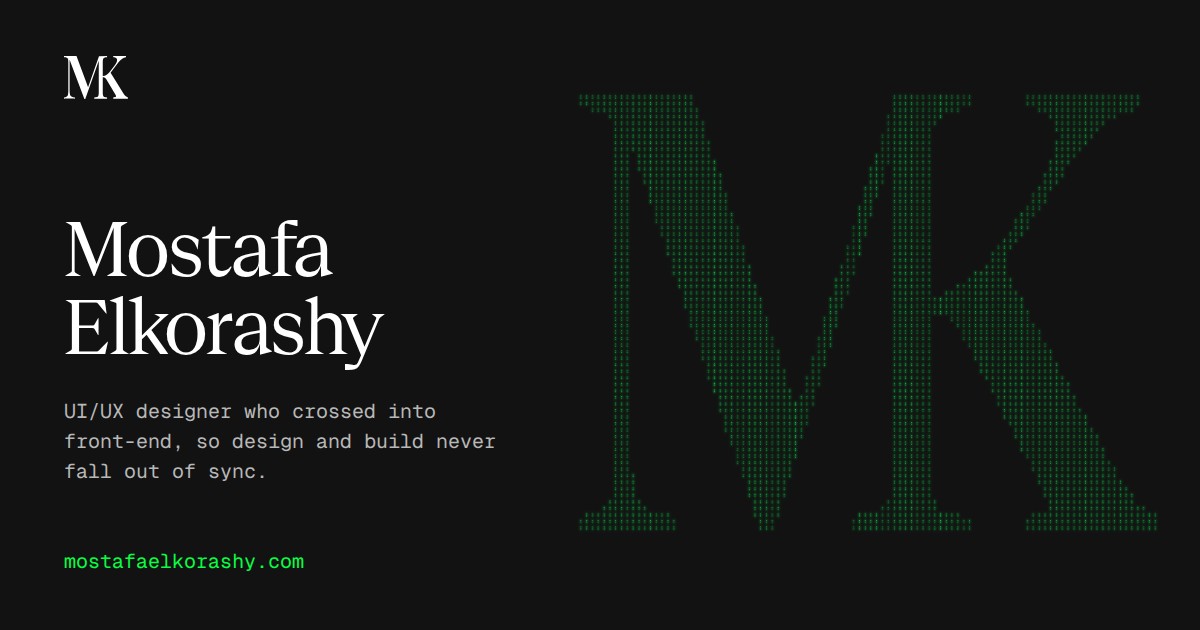 MK
Mostafa
Elkorashy
UI/UX designer who crossed into
front-end, so design and build never
fall out of sync.
mostafaelkorashy.com
MK